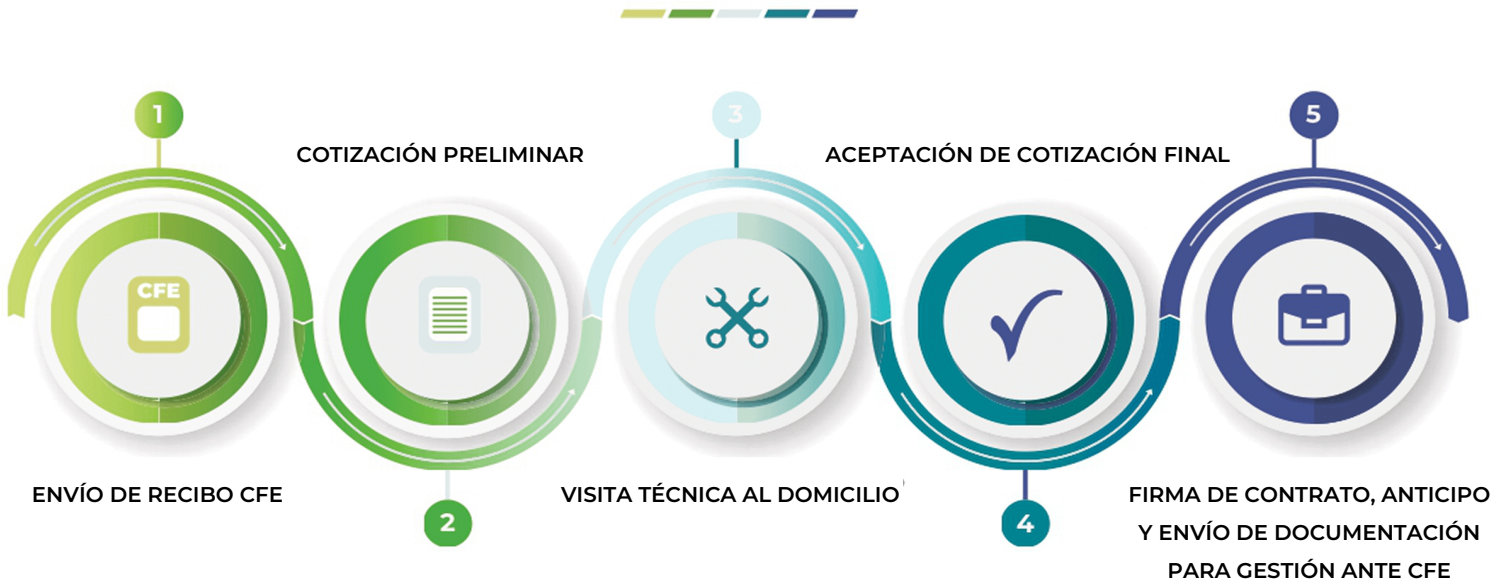 1
CFE
ENVÍO DE RECIBO CFE
COTIZACIÓN PRELIMINAR
2
3
VISITA TÉCNICA AL DOMICILIO
ACEPTACIÓN DE COTIZACIÓN FINAL
4
5
FIRMA DE CONTRATO, ANTICIPO
Y ENVÍO DE DOCUMENTACIÓN
PARA GESTIÓN ANTE CFE